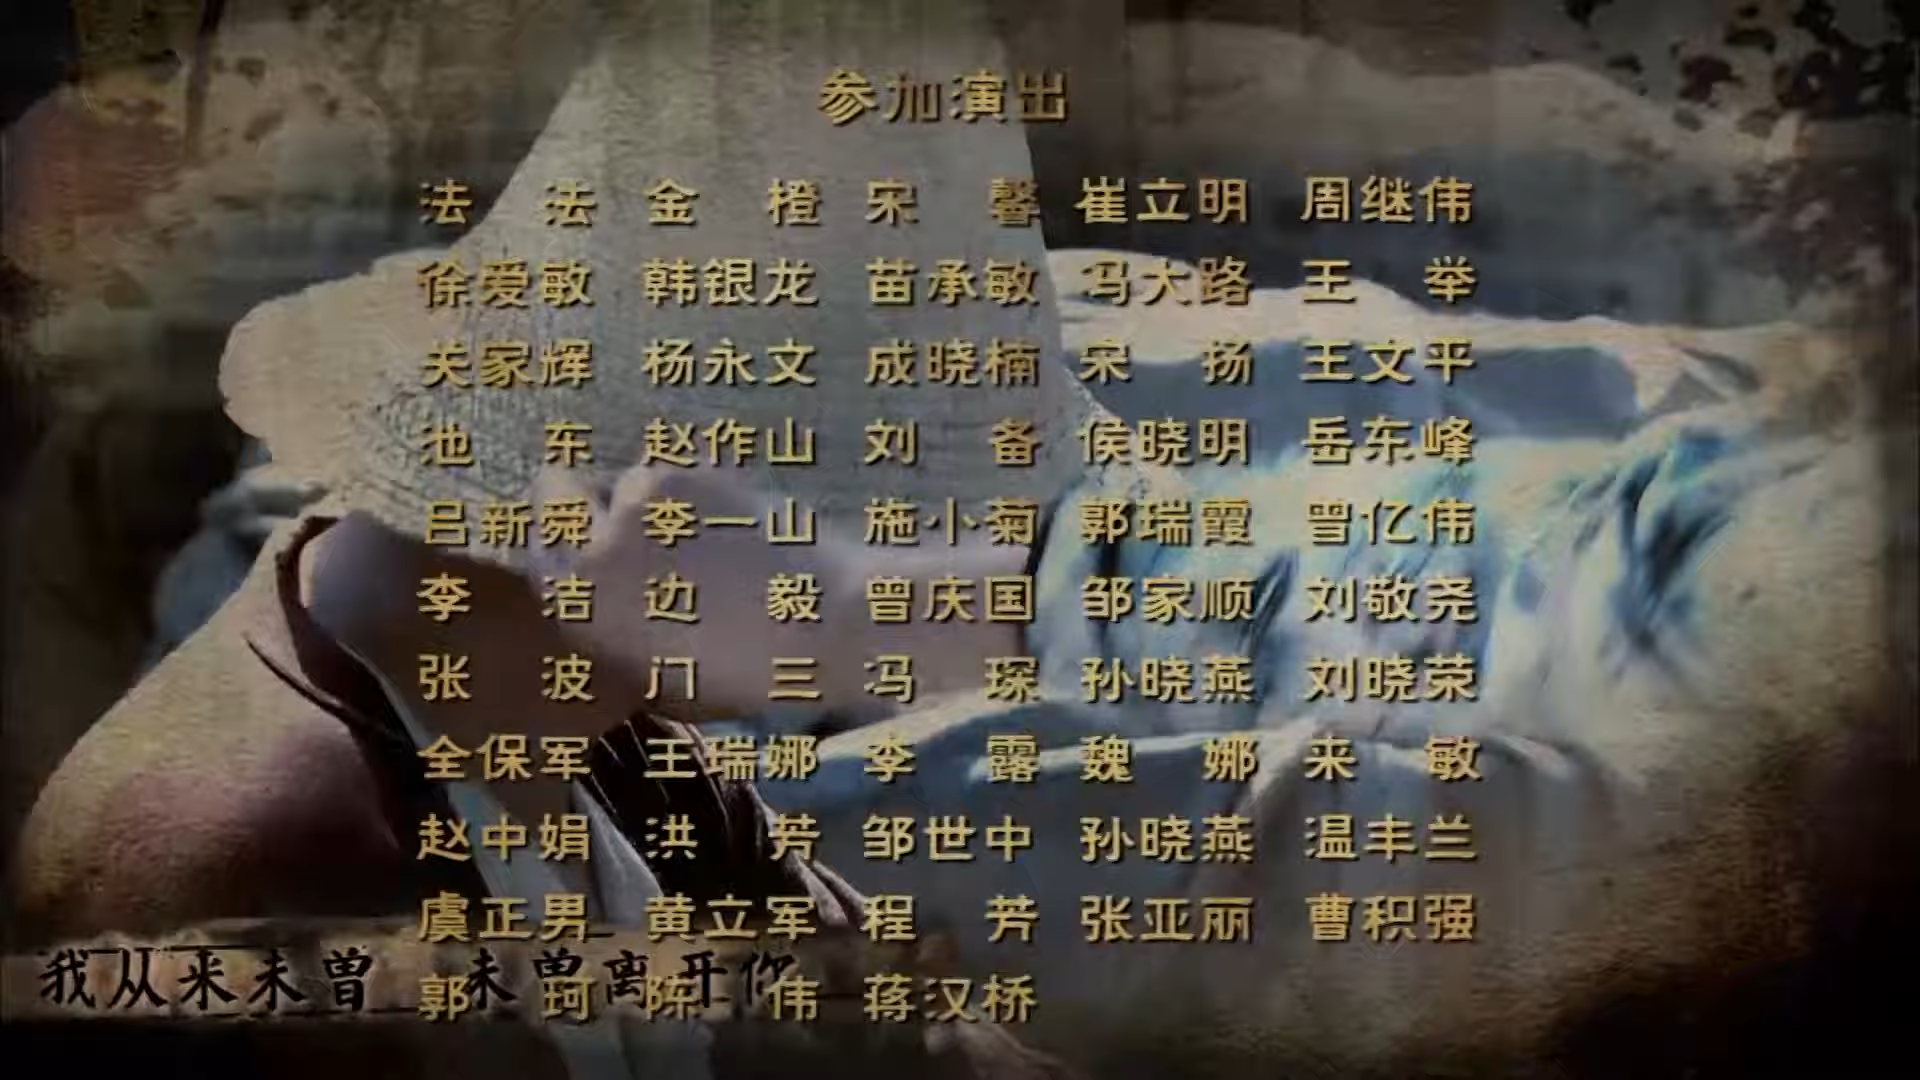 参加演出
法 法 金 橙 宋 馨 崔立明 周继伟
徐爱敏 韩银龙 苗承敏 冯大路 王 举
关家辉 杨永文 成晓楠 宋 扬 王文平
池 东 赵作山 刘 备 侯晓明 岳东峰
吕新舜 李一山 施小菊 郭瑞霞 曾亿伟
李 洁 边 毅 曾庆国 邹家顺 刘敬尧
张 波 门 三 冯 琛 孙晓燕 刘晓荣
全保军 王瑞娜 李 露 魏 娜 来 敏
赵中娟 洪 芳 邹世中 孙晓燕 温丰兰
虞正男 黄立军 程 芳 张亚丽 曹积强
郭 珂 陈 伟 蒋汉桥
我从来未曾 未曾离开你